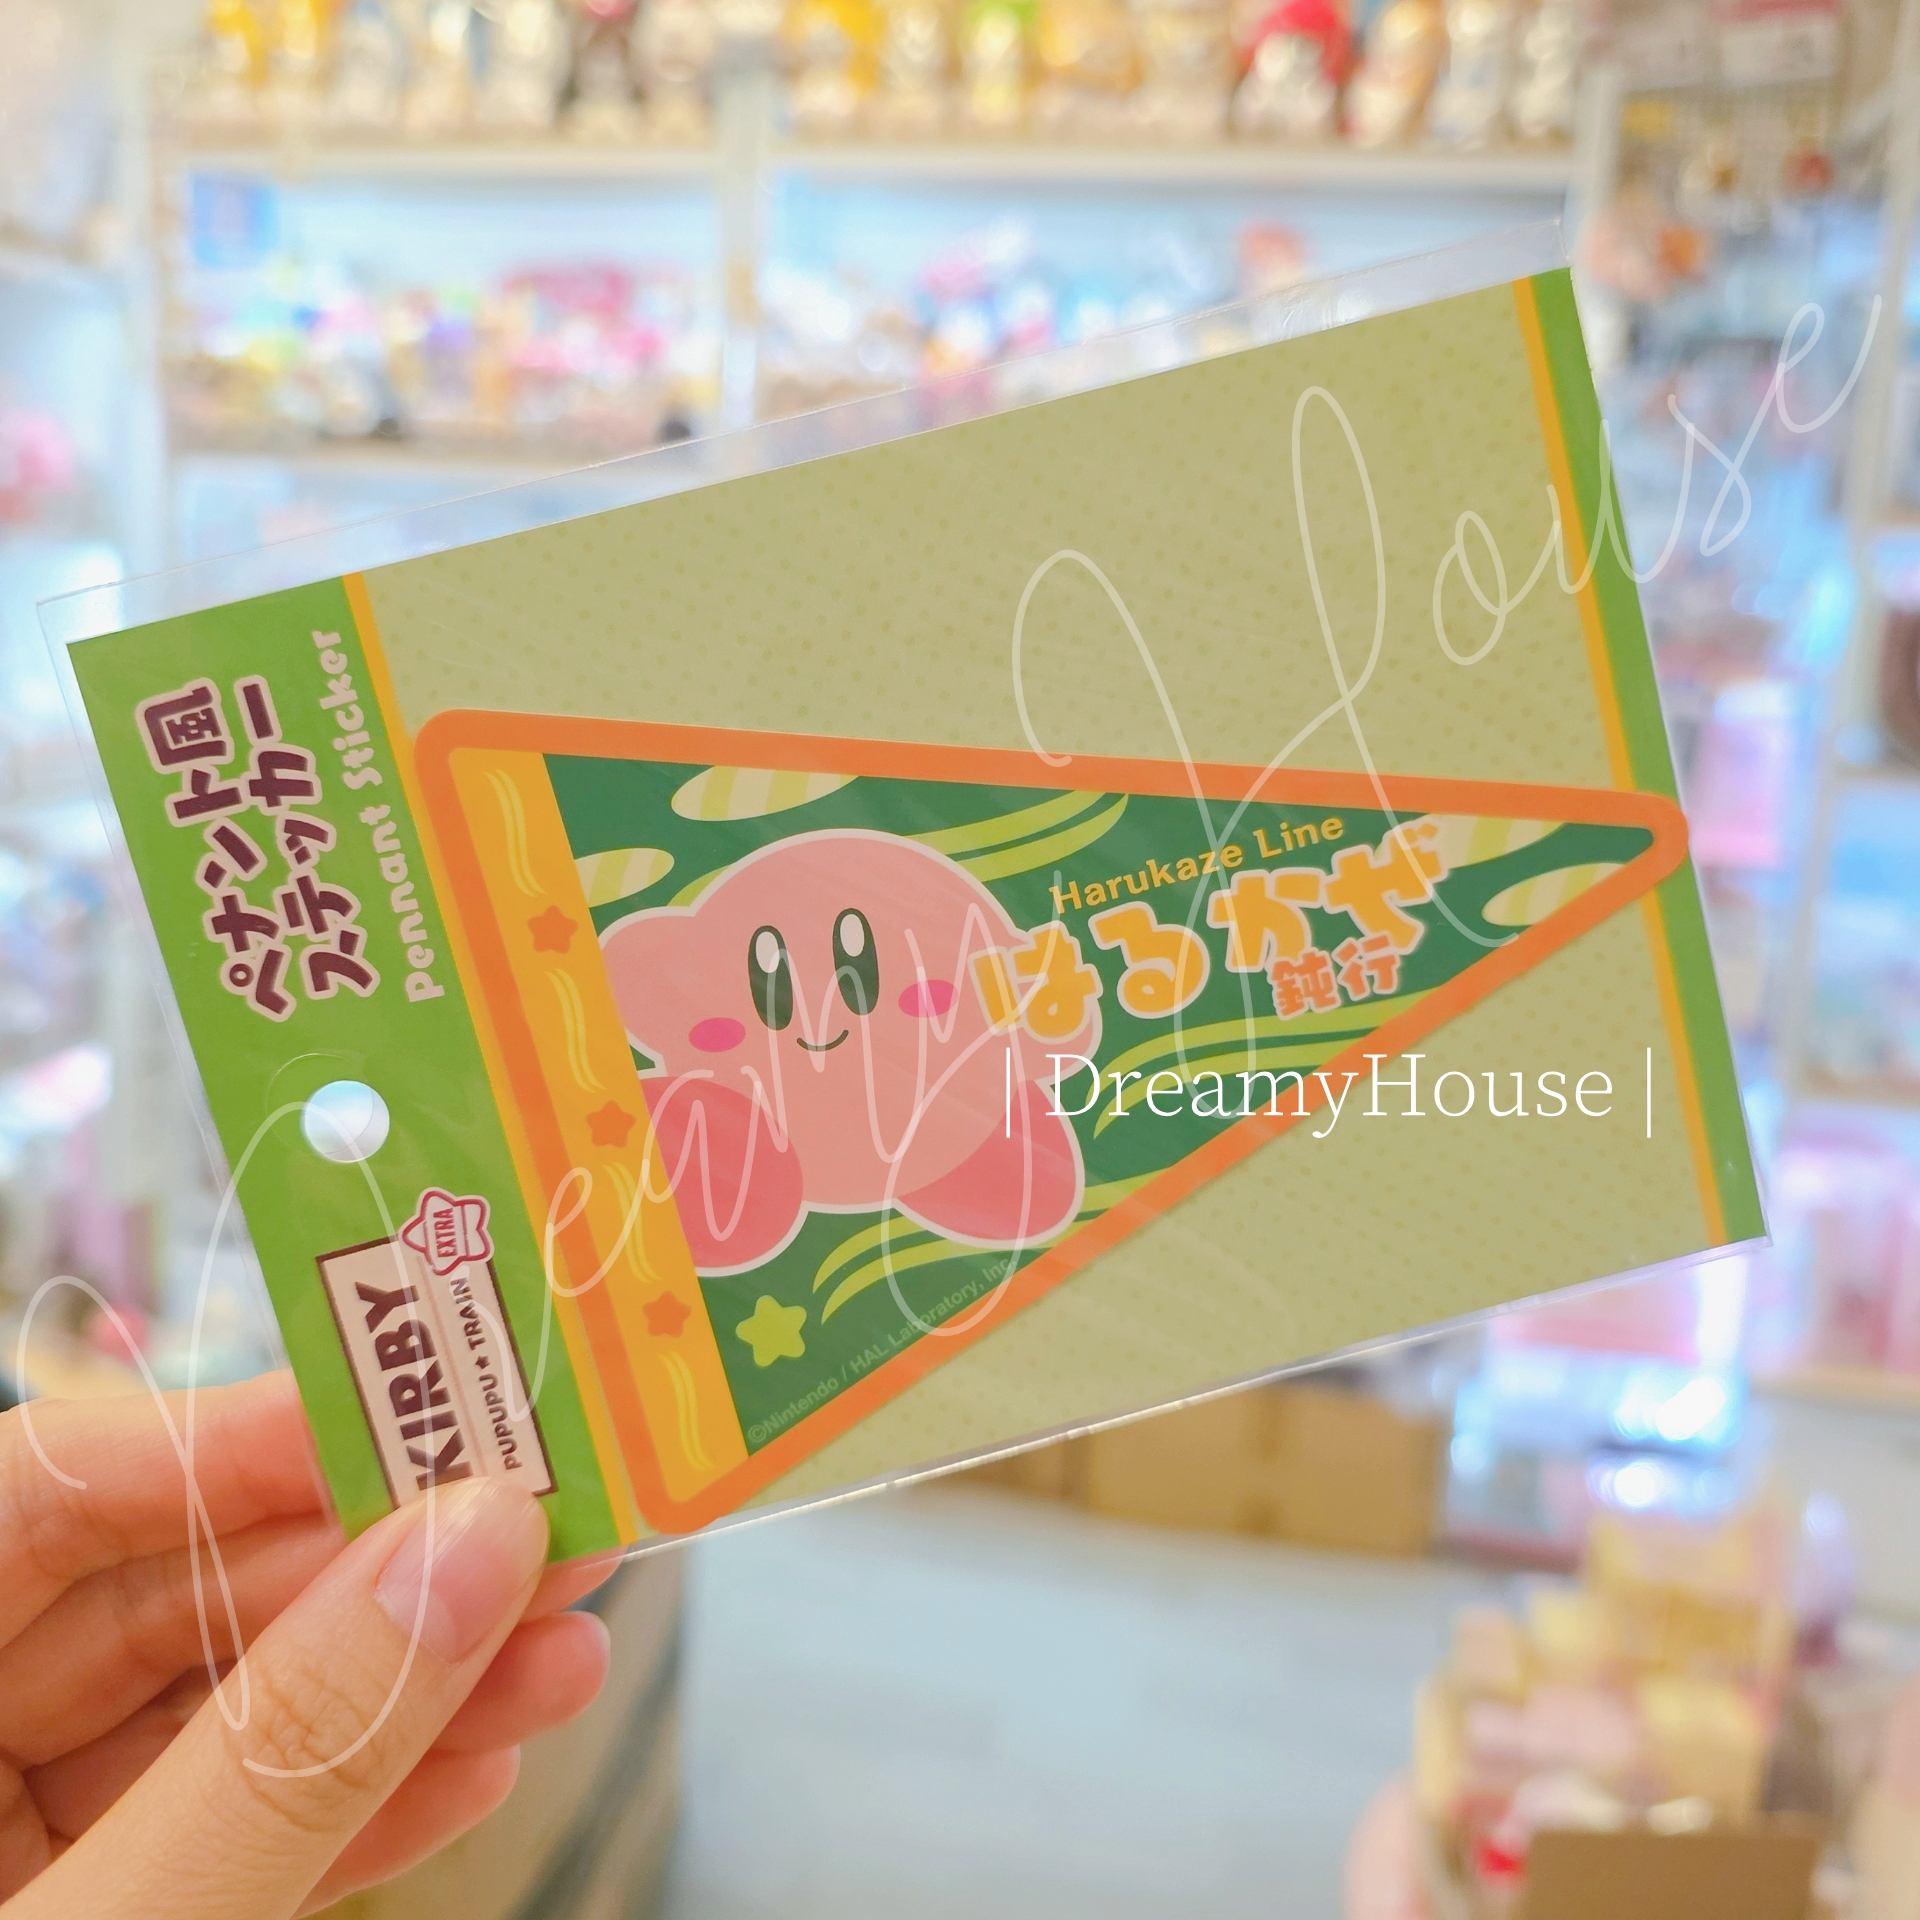 ペナント風
ステッカー
Pennant Sticker
EXTRA
KIRBY
PUPUPU★TRAIN
Harukaze Line
はるかぜ
鈍行
©Nintendo / HAL Laboratory, Inc.
| DreamyHouse |
DreamyHouse